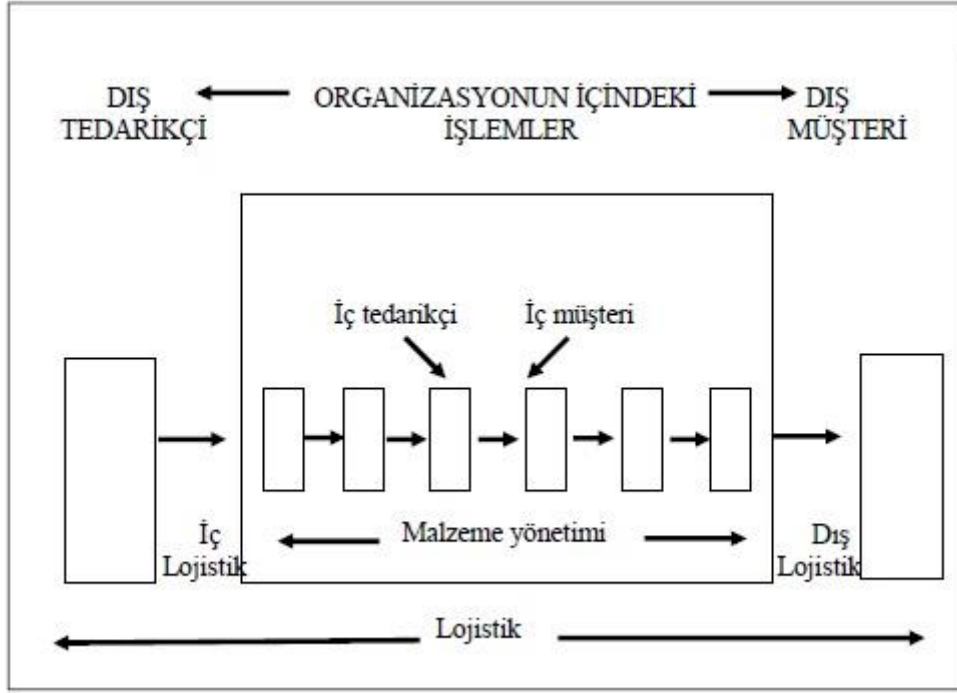 DIŞ
TEDARİKÇİ
ORGANİZASYONUN İÇİNDEKİ
İŞLEMLER
DIŞ
MÜŞTERİ
İç tedarikçi
İç müşteri
İç
Lojistik
Malzeme yönetimi
Dış
Lojistik
Lojistik